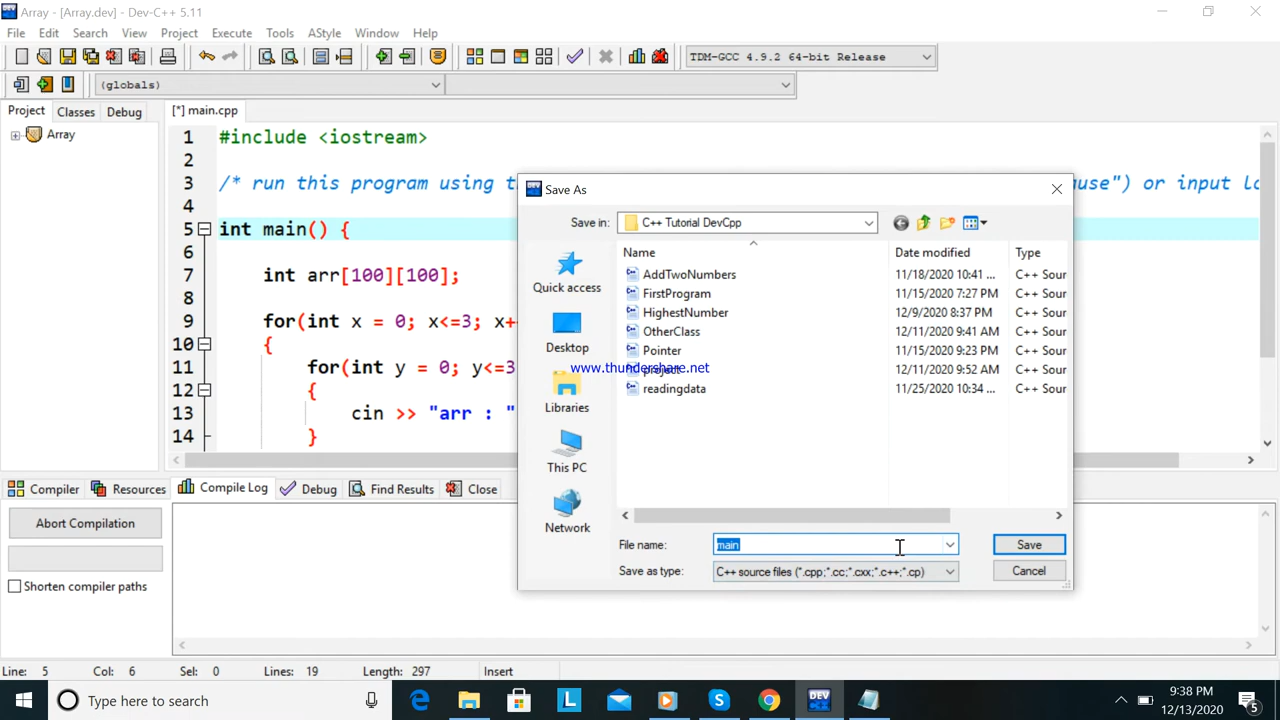 Array - [Array.dev] - Dev-C++ 5.11
File Edit Search View Project Execute Tools AStyle Window Help
TDM-GCC 4.9.2 64-bit Release
(globals)
Project Classes Debug [*] main.cpp
Array
1 #include <iostream>
2
3 /* run this program using t
ause") or input lo
4
5 int main() {
6
7 int arr[100][100];
8
9 for(int x = 0; x<=3; x+
10 {
11 for(int y = 0; y<=3
12 {
13 cin >> "arr : "
14 }
Save As
Save in: C++ Tutorial DevCpp
Name Date modified Type
AddTwoNumbers 11/18/2020 10:41 ... C++ Sour
FirstProgram 11/15/2020 7:27 PM C++ Sour
HighestNumber 12/9/2020 8:37 PM C++ Sour
OtherClass 12/11/2020 9:41 AM C++ Sour
Pointer 11/15/2020 9:23 PM C++ Sour
project 12/11/2020 9:52 AM C++ Sour
readingdata 11/25/2020 10:34 ... C++ Sour
www.thundershare.net
Quick access
Desktop
Libraries
This PC
Network
File name: main Save
Save as type: C++ source files (*.cpp;*.cc;*.cxx;*.c++;*.cp) Cancel
Compiler Resources Compile Log Debug Find Results Close
Abort Compilation
Shorten compiler paths
Line: 5 Col: 6 Sel: 0 Lines: 19 Length: 297 Insert
Type here to search
DEV
9:38 PM
12/13/2020
5